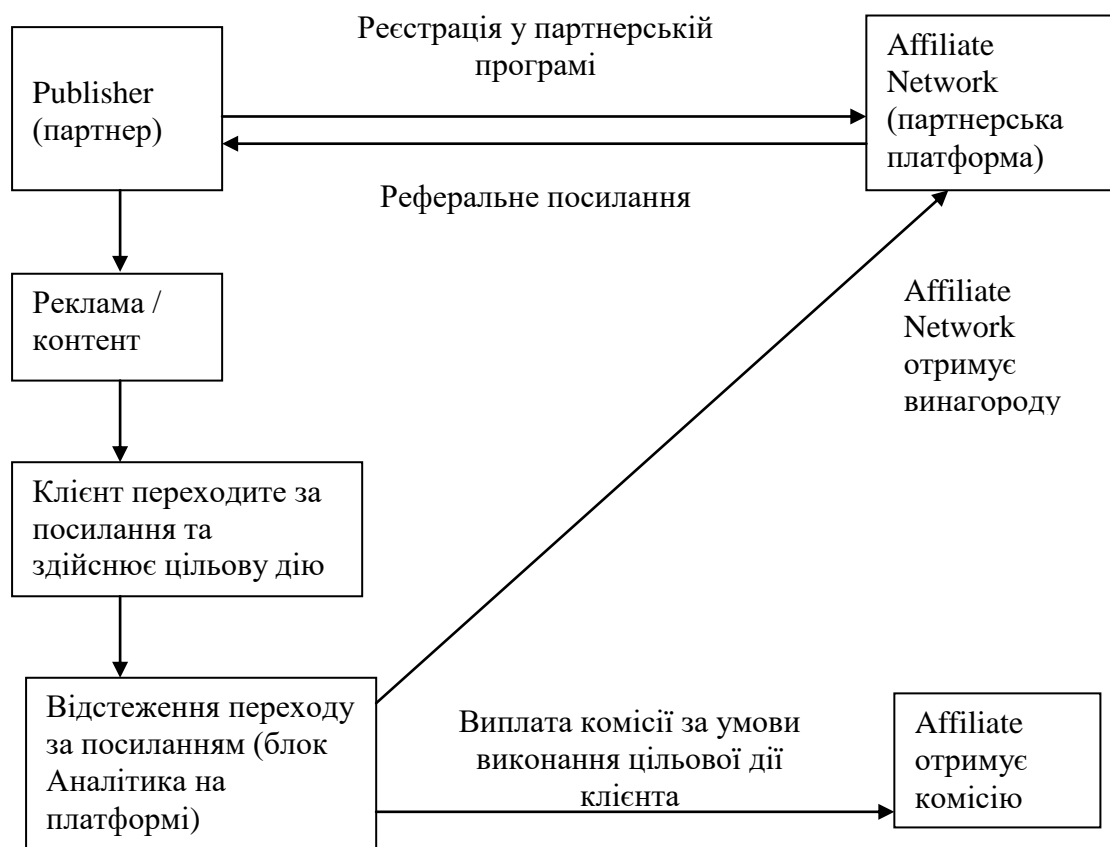 Реєстрація у партнерській
програмі
Publisher
(партнер)
Affiliate
Network
(партнерська
платформа)
Реферальне посилання
Реклама /
контент
Affiliate
Network
отримує
винагороду
Клієнт переходите за
посилання та
здійснює цільову дію
Відстеження переходу
за посиланням (блок
Аналітика на
платформі)
Виплата комісії за умови
виконання цільової дії
клієнта
Affiliate
отримує
комісію